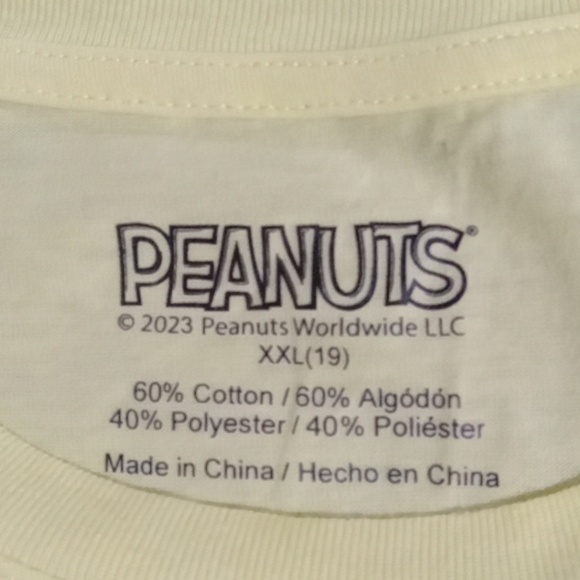 PEANUTS®
© 2023 Peanuts Worldwide LLC
XXL(19)
60% Cotton / 60% Algódón
40% Polyester / 40% Poliéster
Made in China / Hecho en China